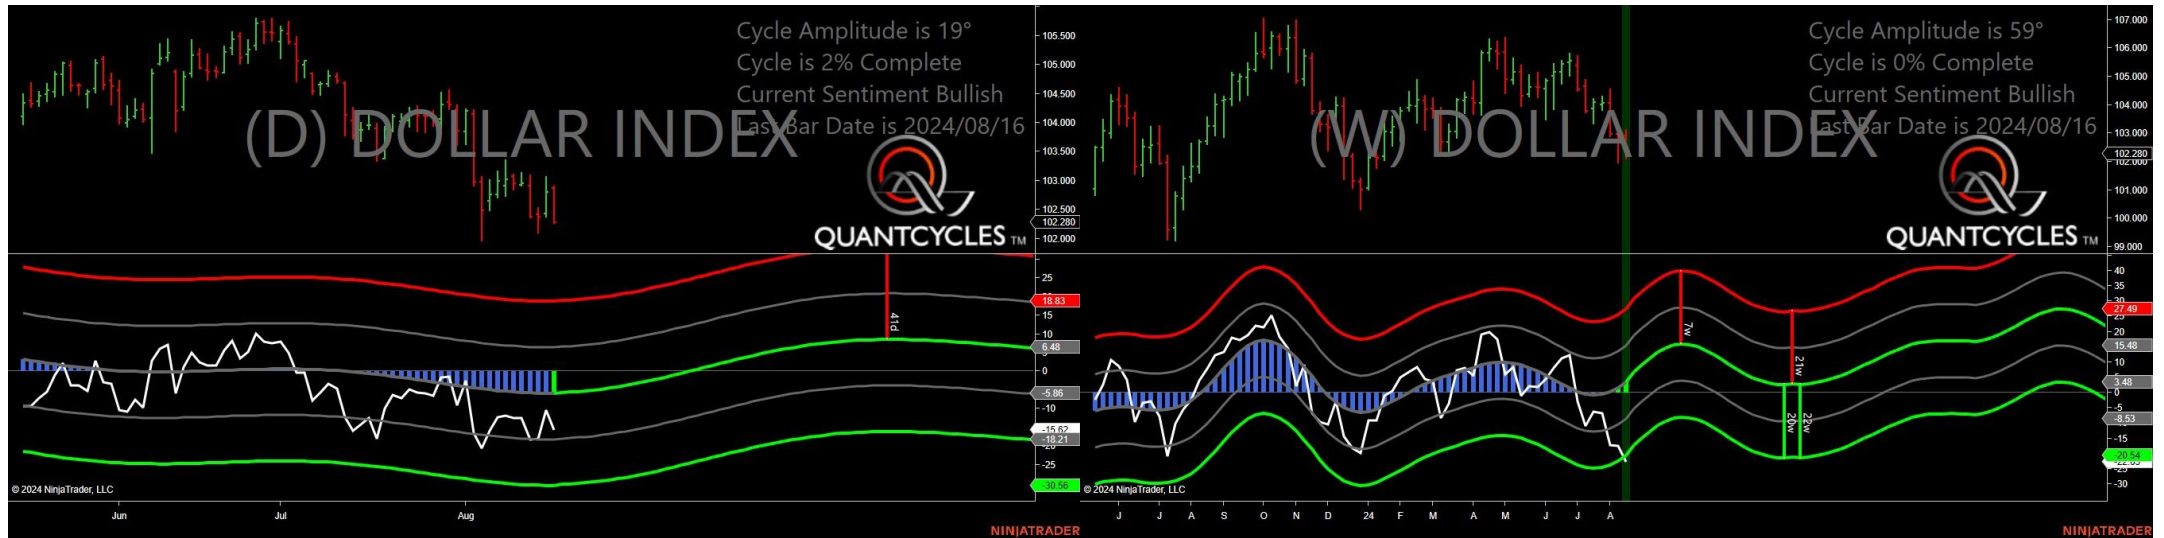 Cycle Amplitude is 19°
Cycle is 2% Complete
Current Sentiment Bullish
Last Bar Date is 2024/08/16
(D) DOLLAR INDEX
QUANTCYCLES TM
105.500
104.500
104.000
103.500
103.000
102.500
102.280
102.000
25
18.83
15
10
6.48
0
-5.86
-10
-15.62
-18.21
-25
-30.56
41d
© 2024 NinjaTrader, LLC
Jun Jul Aug
NINJATRADER
Cycle Amplitude is 59°
Cycle is 0% Complete
Current Sentiment Bullish
Last Bar Date is 2024/08/16
(W) DOLLAR INDEX
QUANTCYCLES TM
107.000
106.000
105.000
104.000
103.000
102.280
102.000
101.000
100.000
99.000
40
35
30
27.49
25
20
15.48
10
3.48
0
-5
-8.53
-15
-20.54
-25
-30
7w
21w
20w
22w
© 2024 NinjaTrader, LLC
J J A S O N D 24 F M A M J J A
NINJATRADER